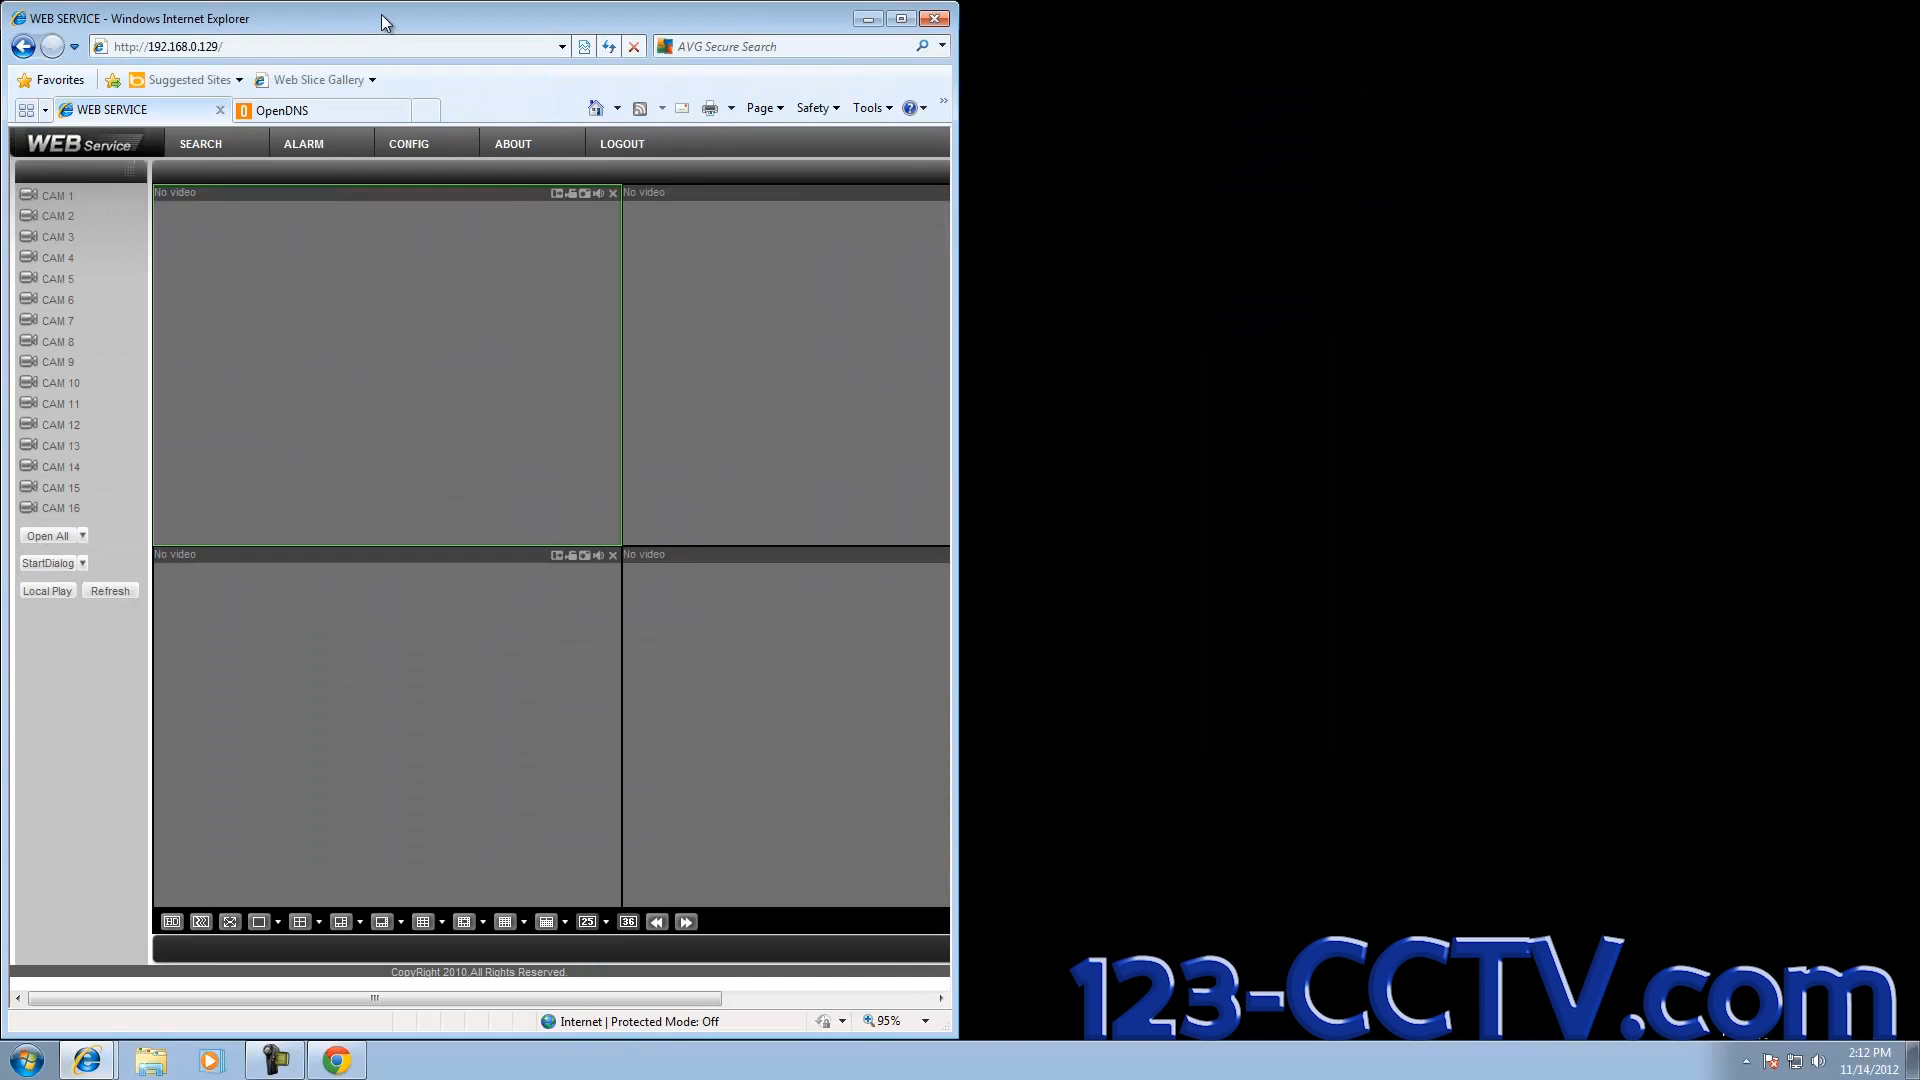 WEB SERVICE - Windows Internet Explorer
http://192.168.0.129/
AVG Secure Search
Favorites Suggested Sites Web Slice Gallery
WEB SERVICE OpenDNS Page Safety Tools
WEB Service SEARCH ALARM CONFIG ABOUT LOGOUT
No video No video
CAM 1
CAM 2
CAM 3
CAM 4
CAM 5
CAM 6
CAM 7
CAM 8
CAM 9
CAM 10
CAM 11
CAM 12
CAM 13
CAM 14
CAM 15
CAM 16
Open All
StartDialog
Local Play Refresh
No video No video
HD 25 36
CopyRight 2010,All Rights Reserved.
Internet | Protected Mode: Off 95%
123-CCTV.com
2:12 PM
11/14/2012